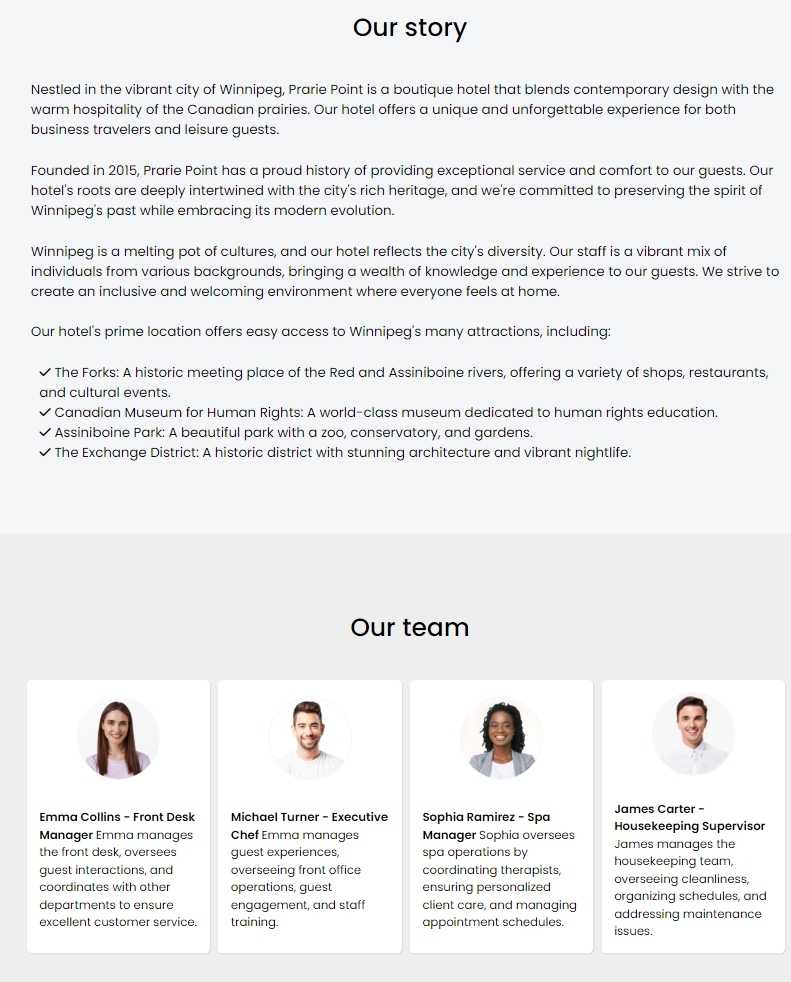 Our story
Nestled in the vibrant city of Winnipeg, Prarie Point is a boutique hotel that blends contemporary design with the
warm hospitality of the Canadian prairies. Our hotel offers a unique and unforgettable experience for both
business travelers and leisure guests.
Founded in 2015, Prarie Point has a proud history of providing exceptional service and comfort to our guests. Our
hotel's roots are deeply intertwined with the city's rich heritage, and we're committed to preserving the spirit of
Winnipeg's past while embracing its modern evolution.
Winnipeg is a melting pot of cultures, and our hotel reflects the city's diversity. Our staff is a vibrant mix of
individuals from various backgrounds, bringing a wealth of knowledge and experience to our guests. We strive to
create an inclusive and welcoming environment where everyone feels at home.
Our hotel's prime location offers easy access to Winnipeg's many attractions, including:
✓ The Forks: A historic meeting place of the Red and Assiniboine rivers, offering a variety of shops, restaurants,
and cultural events.
✓ Canadian Museum for Human Rights: A world-class museum dedicated to human rights education.
✓ Assiniboine Park: A beautiful park with a zoo, conservatory, and gardens.
✓ The Exchange District: A historic district with stunning architecture and vibrant nightlife.
Our team
Emma Collins - Front Desk
Manager Emma manages
the front desk, oversees
guest interactions, and
coordinates with other
departments to ensure
excellent customer service.
Michael Turner - Executive
Chef Emma manages
guest experiences,
overseeing front office
operations, guest
engagement, and staff
training.
Sophia Ramirez - Spa
Manager Sophia oversees
spa operations by
coordinating therapists,
ensuring personalized
client care, and managing
appointment schedules.
James Carter -
Housekeeping Supervisor
James manages the
housekeeping team,
overseeing cleanliness,
organizing schedules, and
addressing maintenance
issues.